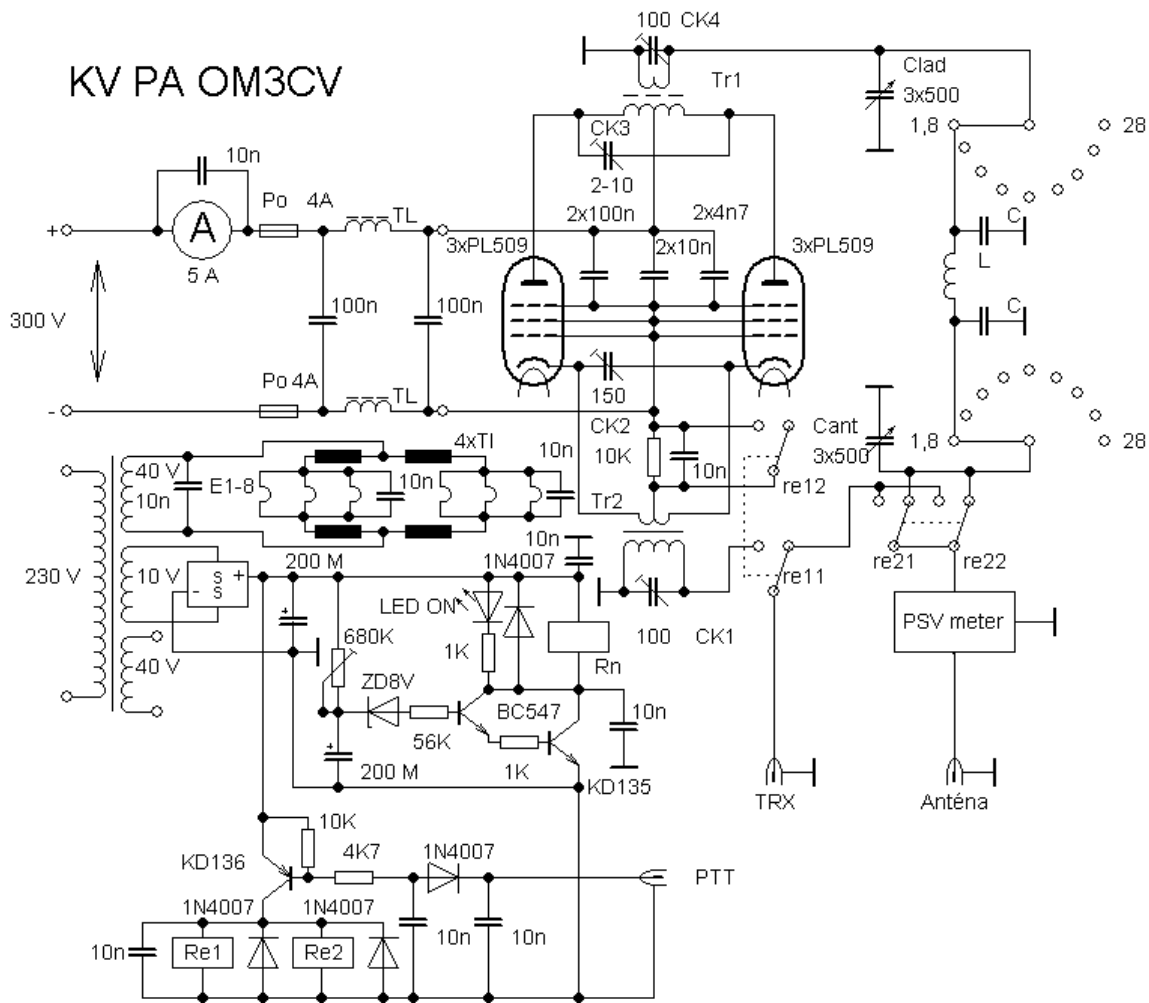 100 CK4
KV PA OM3CV
Tr1
Clad
3x500
1,8
28
CK3
2-10
10n
Po 4A
TL
A
5 A
+
2x100n
2x4n7
3xPL509
2x10n
3xPL509
C
L
C
100n
100n
300 V
150
Po 4A
TL
-
CK2
Cant
3x500
1,8
28
4xTl
10n
10K
10n
re12
40 V
10n
E1-8
10n
Tr2
10n
re11
re21
re22
230 V
10 V
s
s
+
-
200 M
1N4007
LED ON
PSV meter
680K
1K
100 CK1
Rn
40 V
ZD8V
BC547
10n
56K
+
+
200 M
1K
KD135
TRX
Anténa
10K
KD136
4K7
1N4007
PTT
1N4007
1N4007
10n
Re1
Re2
10n
10n